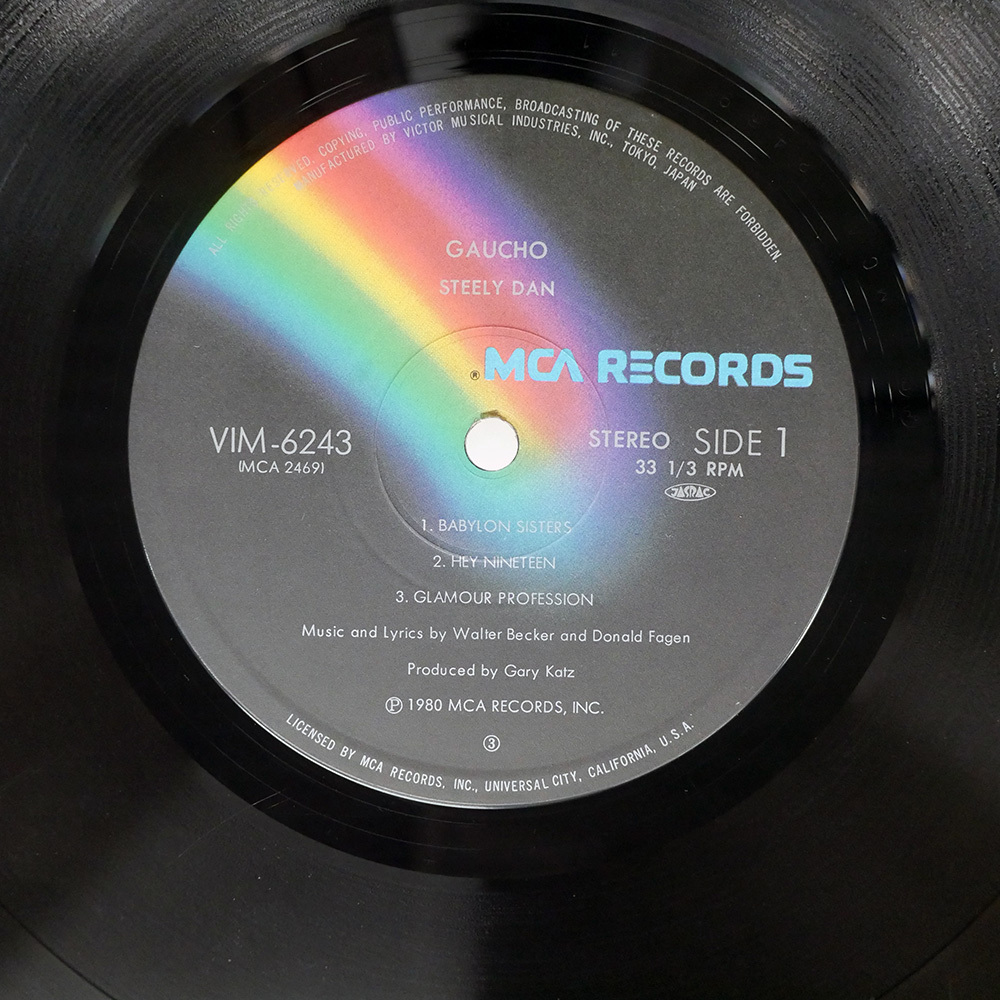 ALL RIGHTS RESERVED. COPYING, PUBLIC PERFORMANCE, BROADCASTING OF THESE RECORDS ARE FORBIDDEN.
MANUFACTURED BY VICTOR MUSICAL INDUSTRIES, INC., TOKYO, JAPAN
GAUCHO
STEELY DAN
® MCA RECORDS
VIM-6243
(MCA 2469)
STEREO SIDE 1
33 1/3 RPM
JASRAC
1. BABYLON SISTERS
2. HEY NINETEEN
3. GLAMOUR PROFESSION
Music and Lyrics by Walter Becker and Donald Fagen
Produced by Gary Katz
℗ 1980 MCA RECORDS, INC.
③
LICENSED BY MCA RECORDS, INC., UNIVERSAL CITY, CALIFORNIA, U.S.A.